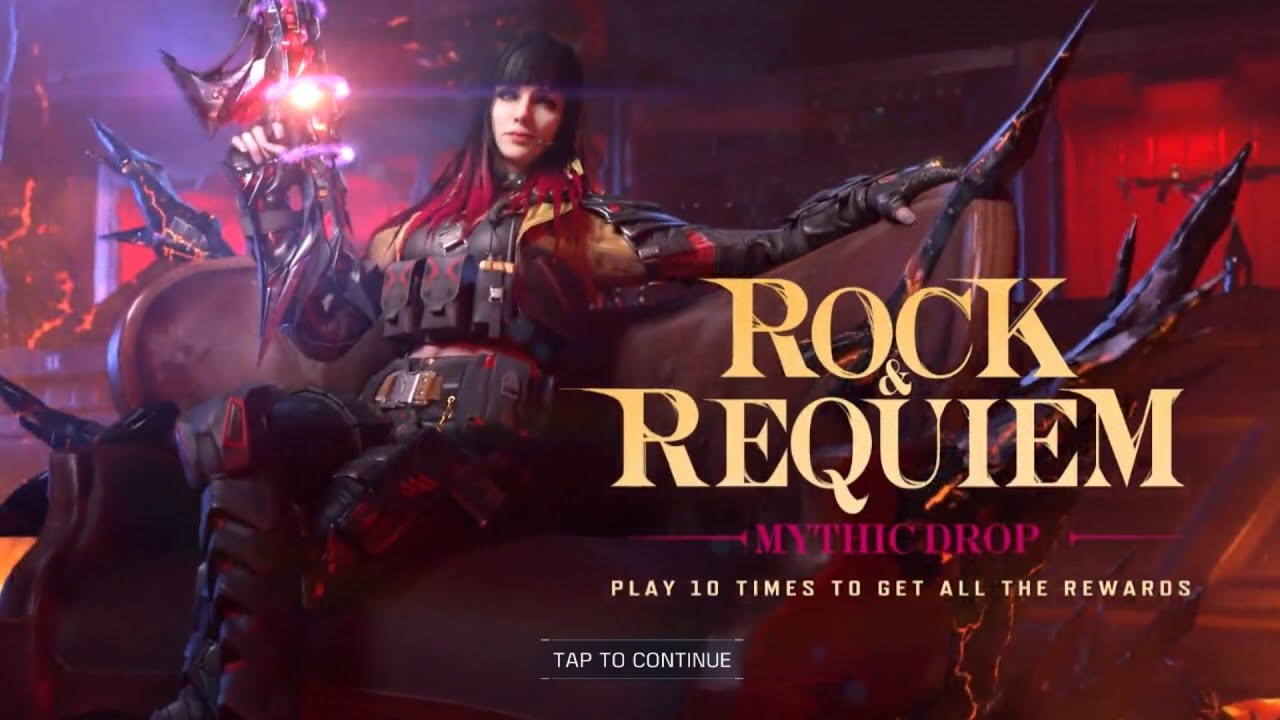 ROCK
&
REQUIEM
MYTHIC DROP
PLAY 10 TIMES TO GET ALL THE REWARDS
TAP TO CONTINUE